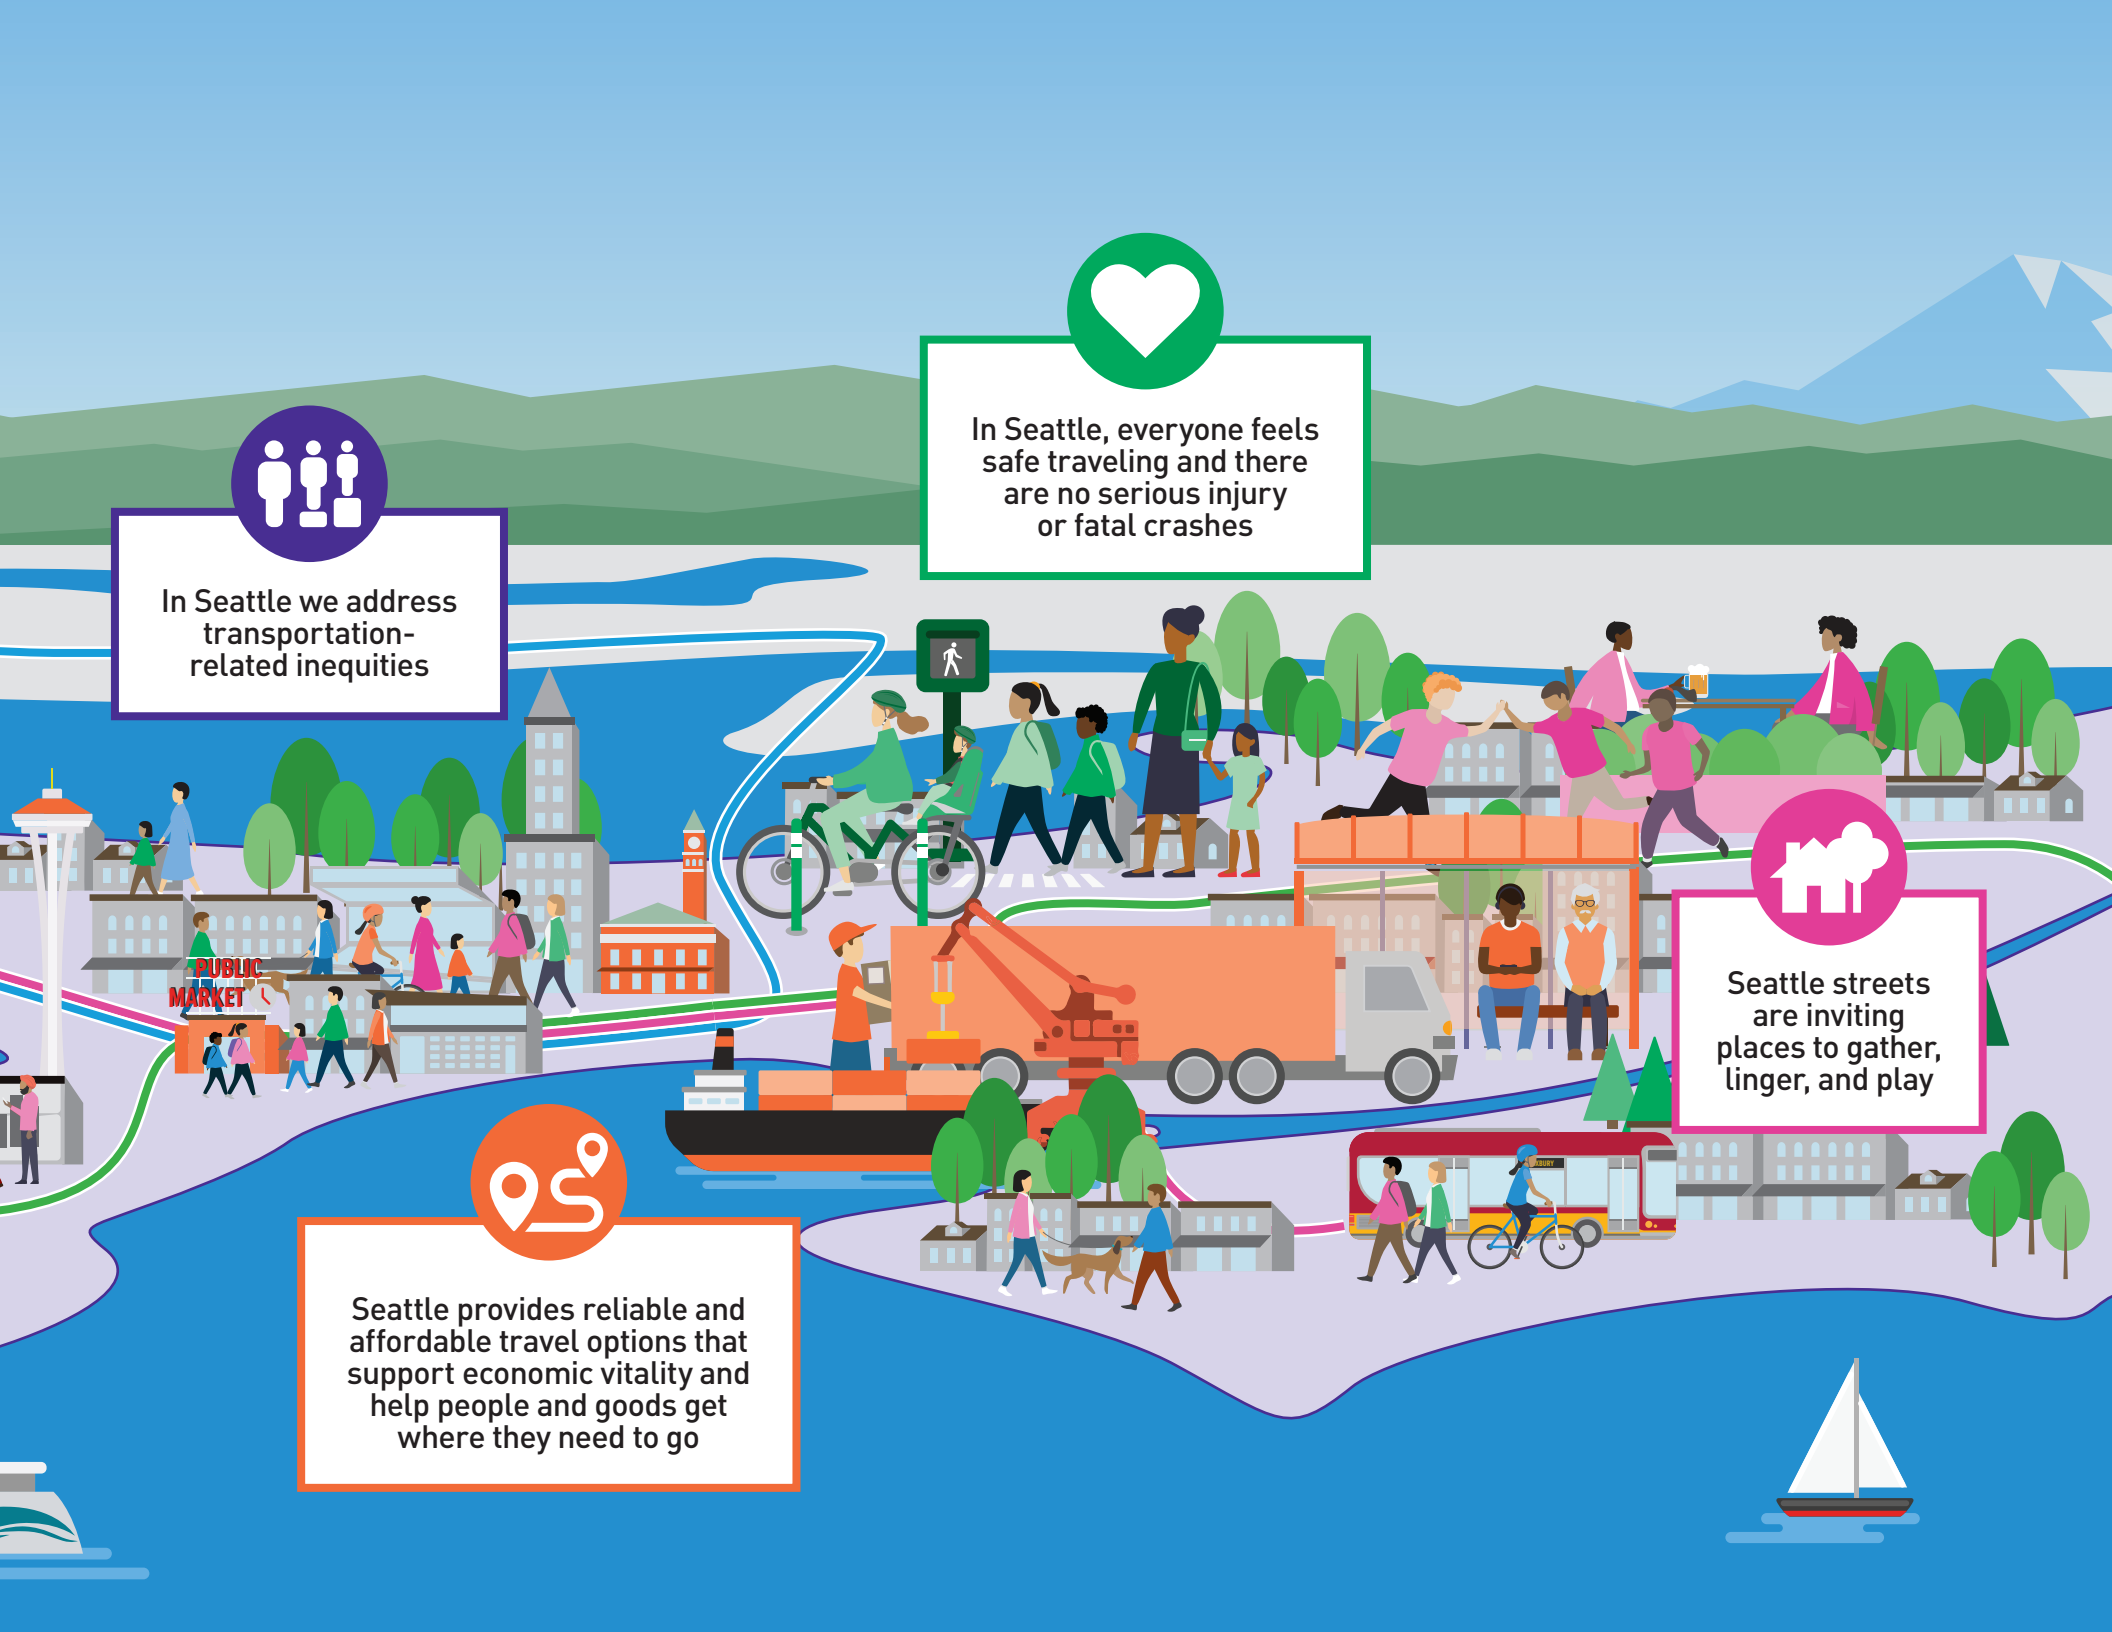 In Seattle, everyone feels
safe traveling and there
are no serious injury
or fatal crashes
In Seattle we address
transportation-
related inequities
PUBLIC
MARKET
Seattle streets
are inviting
places to gather,
linger, and play
Seattle provides reliable and
affordable travel options that
support economic vitality and
help people and goods get
where they need to go